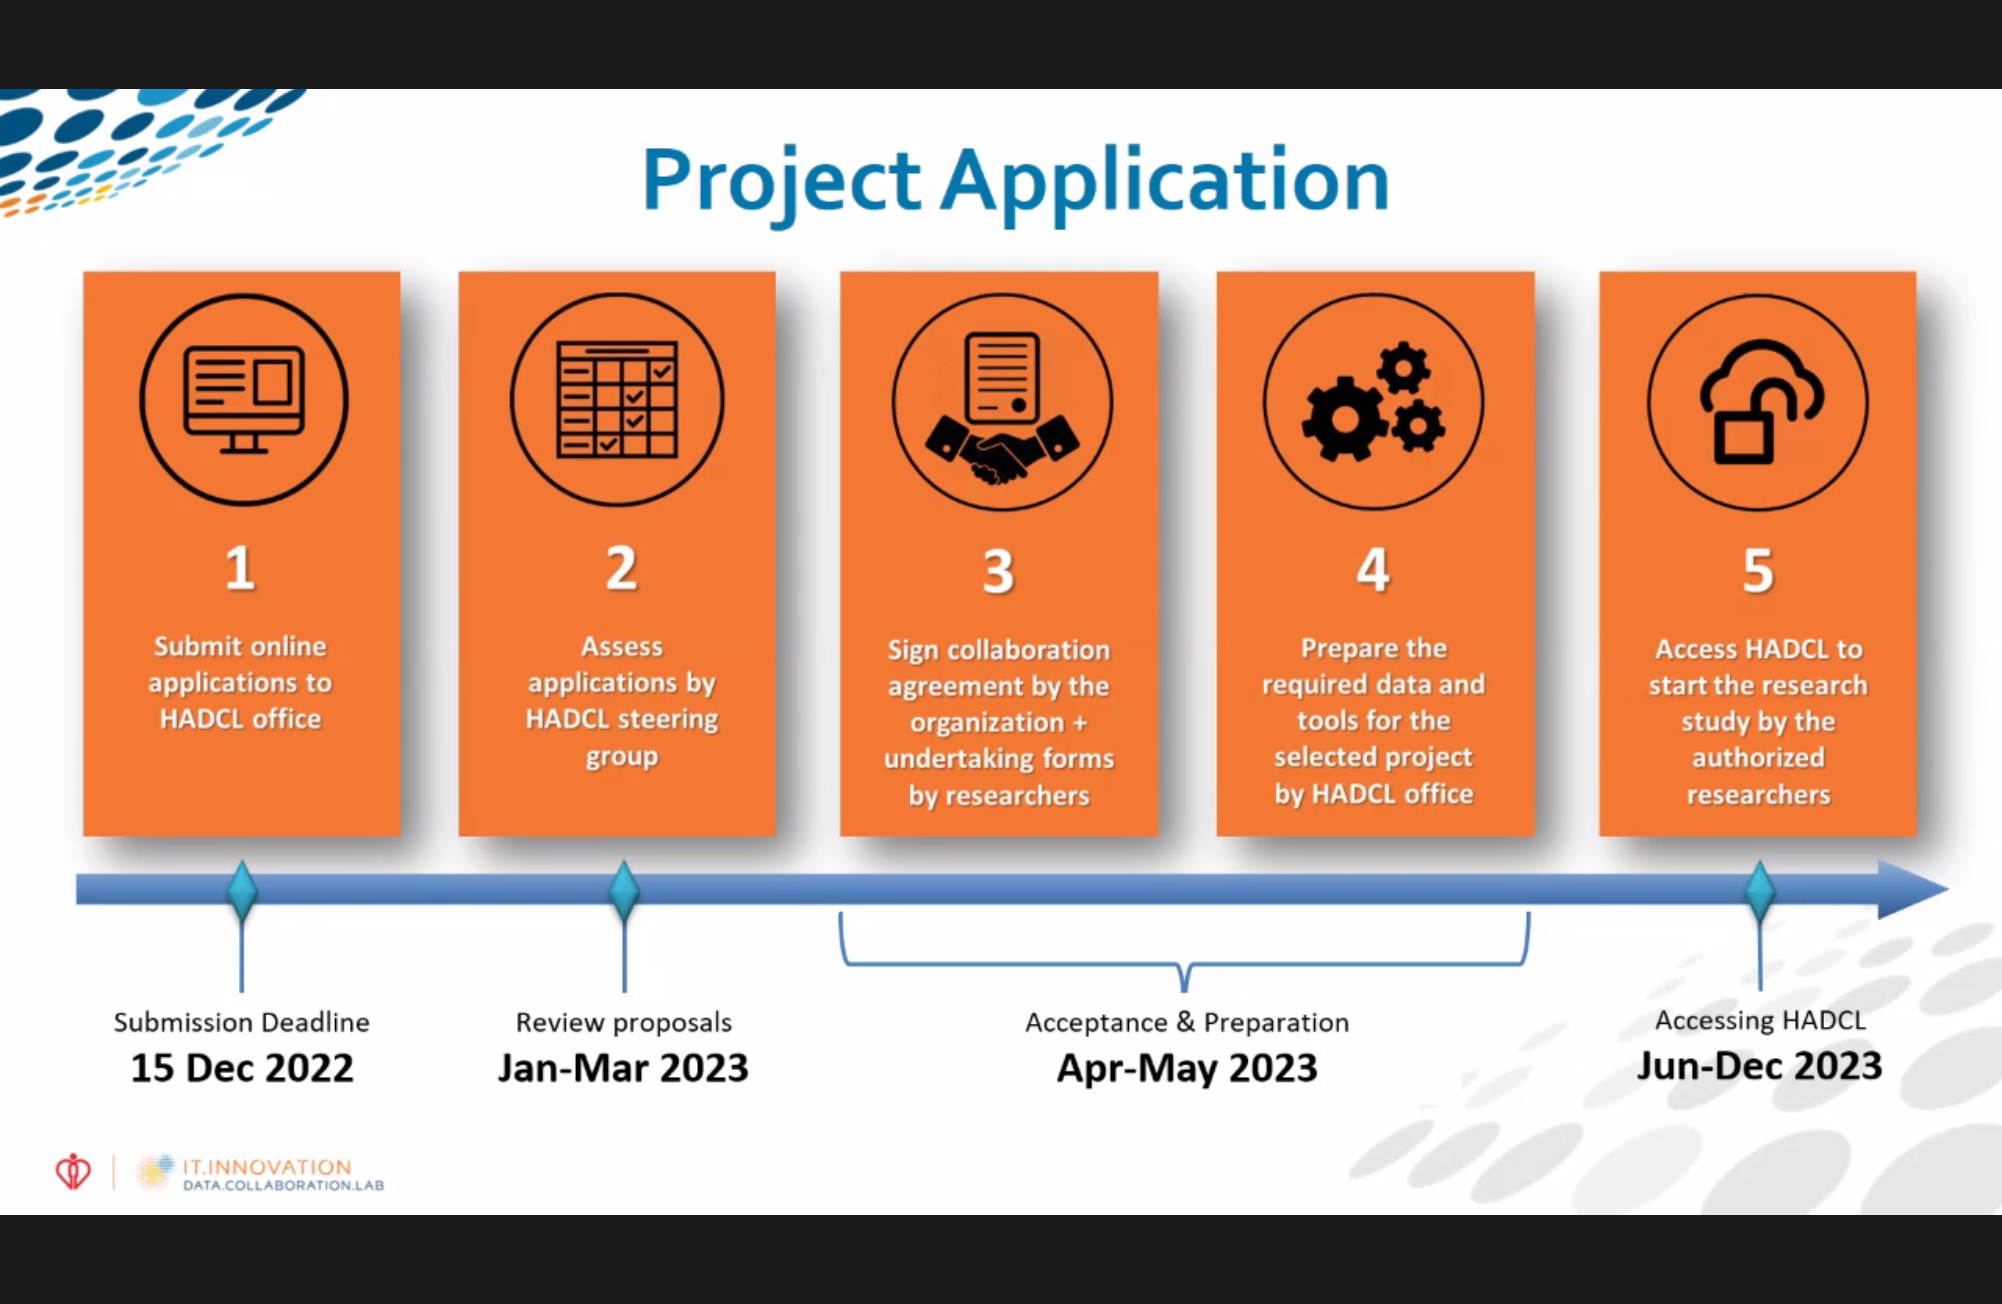 Project Application
1
Submit online
applications to
HADCL office
2
Assess
applications by
HADCL steering
group
3
Sign collaboration
agreement by the
organization +
undertaking forms
by researchers
4
Prepare the
required data and
tools for the
selected project
by HADCL office
5
Access HADCL to
start the research
study by the
authorized
researchers
Submission Deadline
15 Dec 2022
Review proposals
Jan-Mar 2023
Acceptance & Preparation
Apr-May 2023
Accessing HADCL
Jun-Dec 2023
IT.INNOVATION
DATA.COLLABORATION.LAB